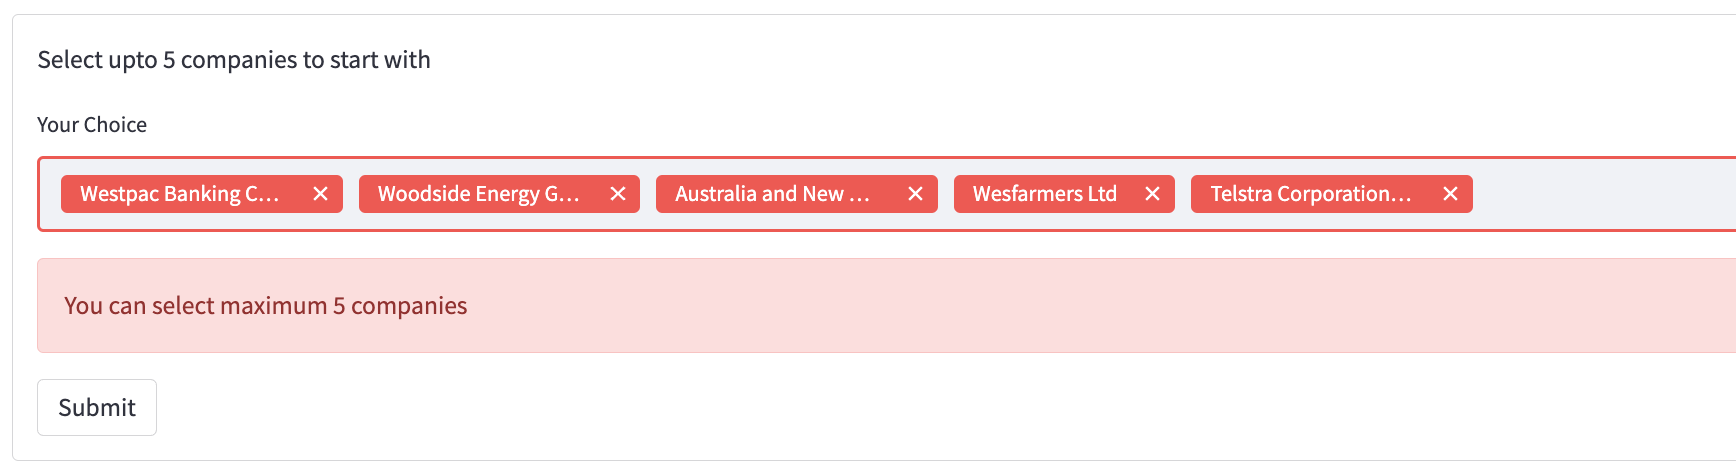 Select upto 5 companies to start with
Your Choice
Westpac Banking C... Woodside Energy G... Australia and New ... Wesfarmers Ltd Telstra Corporation...
You can select maximum 5 companies
Submit